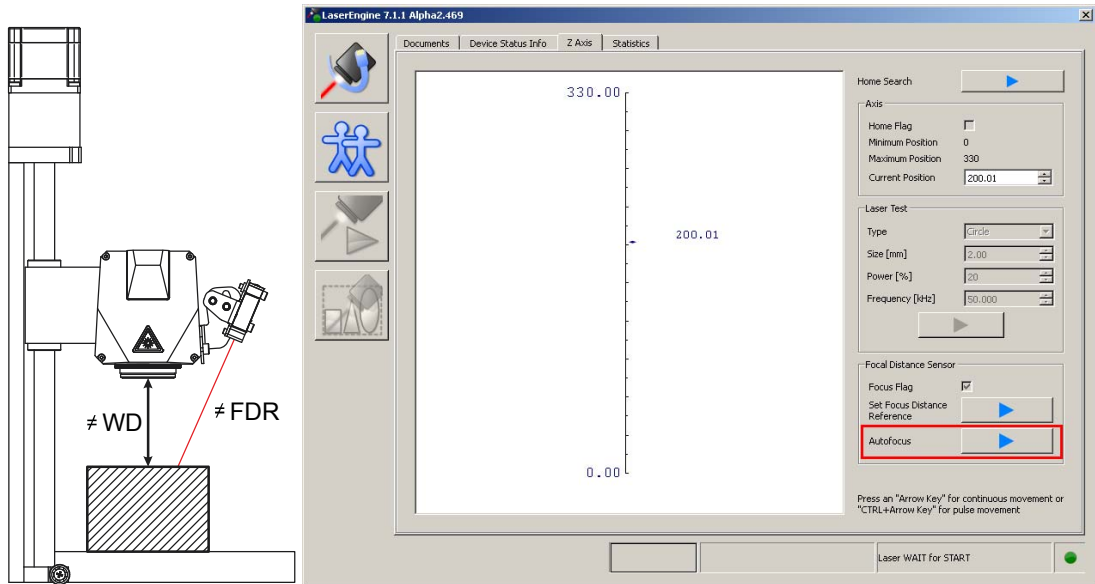 ≠ WD
≠ FDR
LaserEngine 7.1.1 Alpha2.469
Documents
Device Status Info
Z Axis
Statistics
330.00
200.01
0.00
Home Search
Axis
Home Flag
Minimum Position 0
Maximum Position 330
Current Position 200.01
Laser Test
Type Circle
Size [mm] 2.00
Power [%] 20
Frequency [kHz] 50.000
Focal Distance Sensor
Focus Flag
Set Focus Distance
Reference
Autofocus
Press an "Arrow Key" for continuous movement or
"CTRL+Arrow Key" for pulse movement
Laser WAIT for START